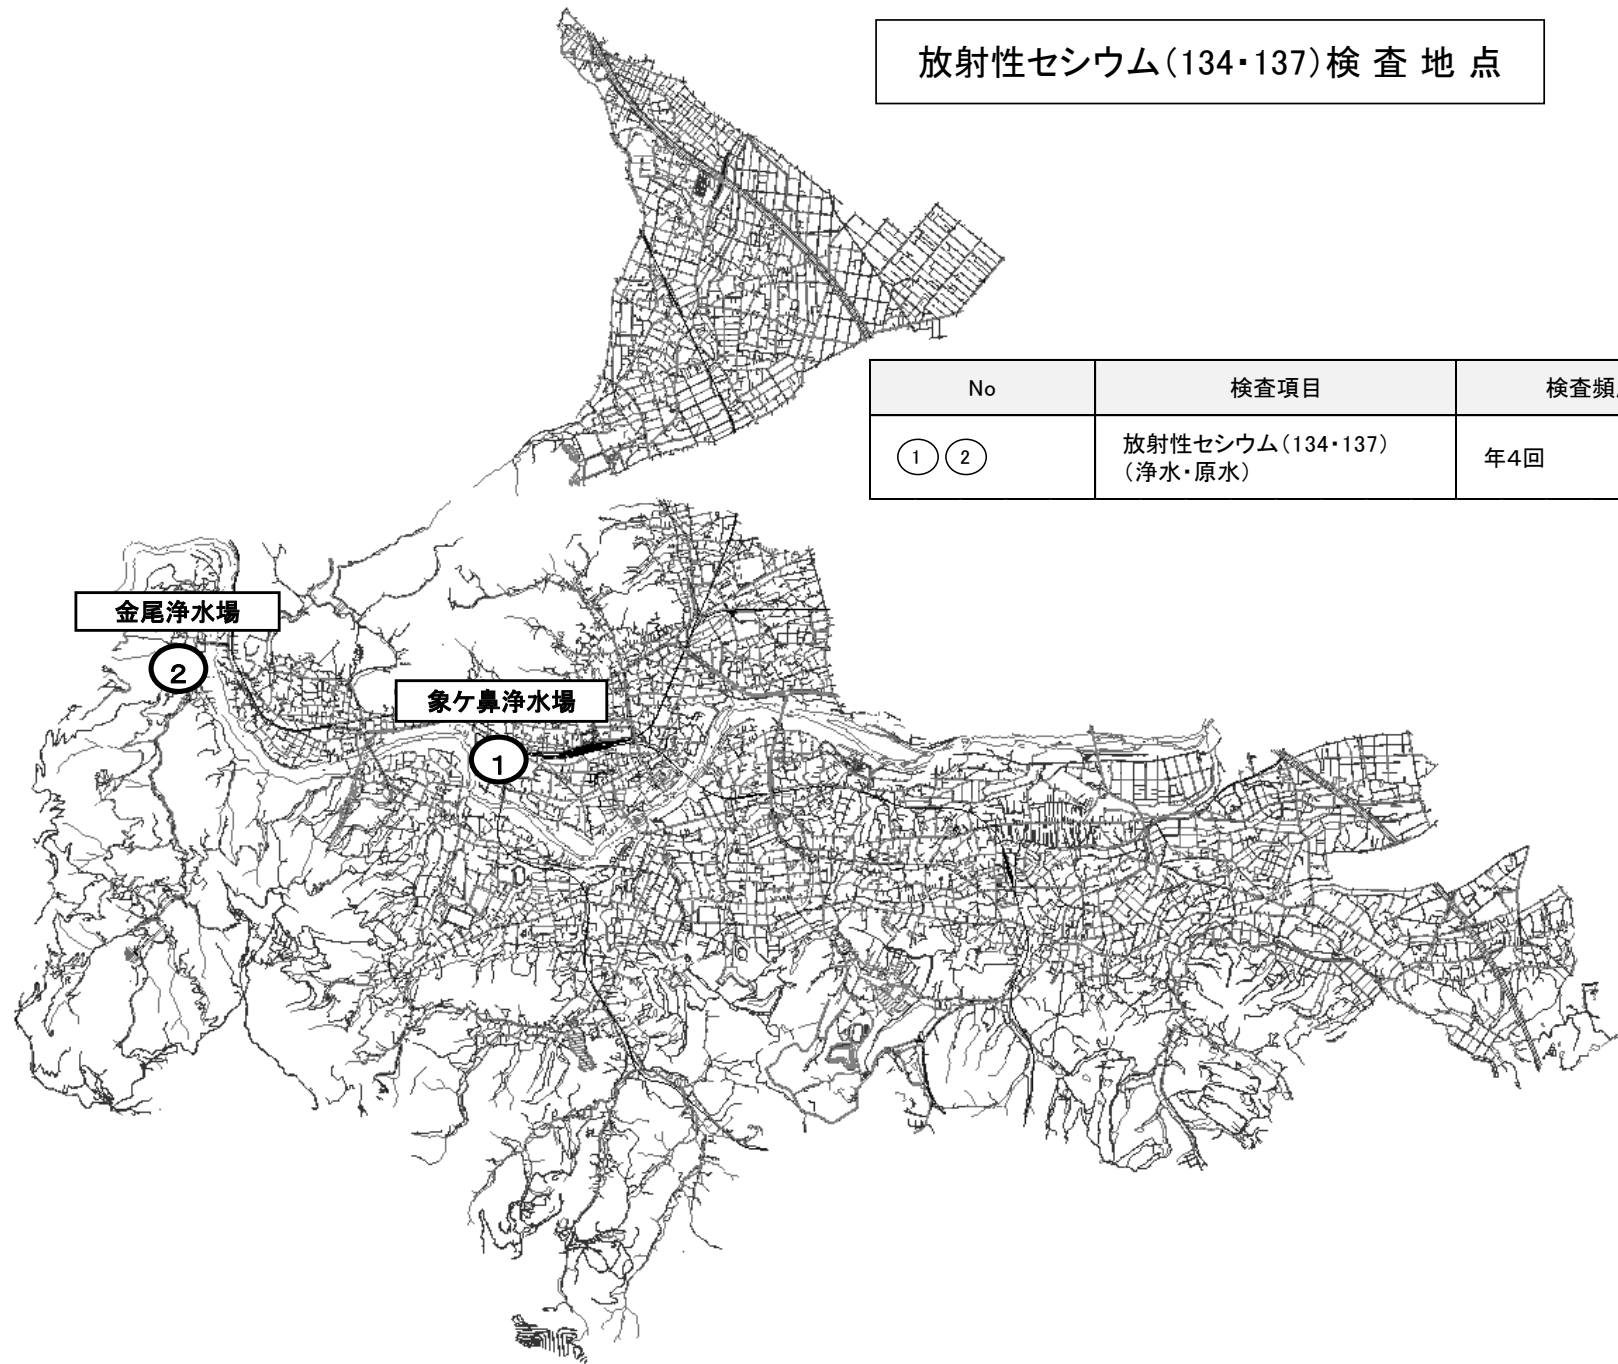 放射性セシウム(134・137)検 査 地 点
No 検査項目 検査頻
① ② 放射性セシウム(134・137) 年4回
(浄水・原水)
金尾浄水場
2
象ケ鼻浄水場
1